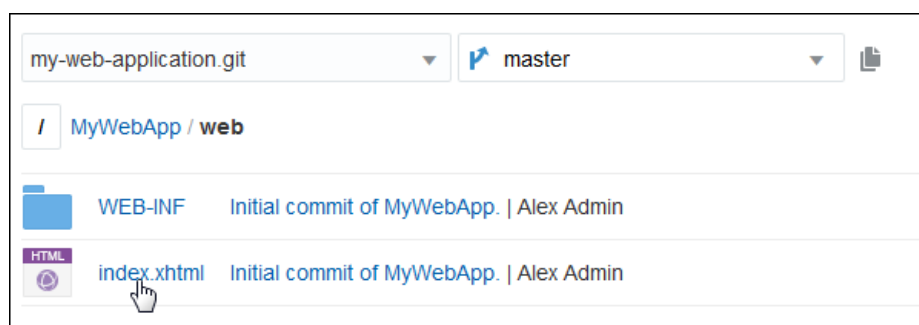 my-web-application.git master
/ MyWebApp / web
WEB-INF Initial commit of MyWebApp. | Alex Admin
HTML
index.xhtml Initial commit of MyWebApp. | Alex Admin